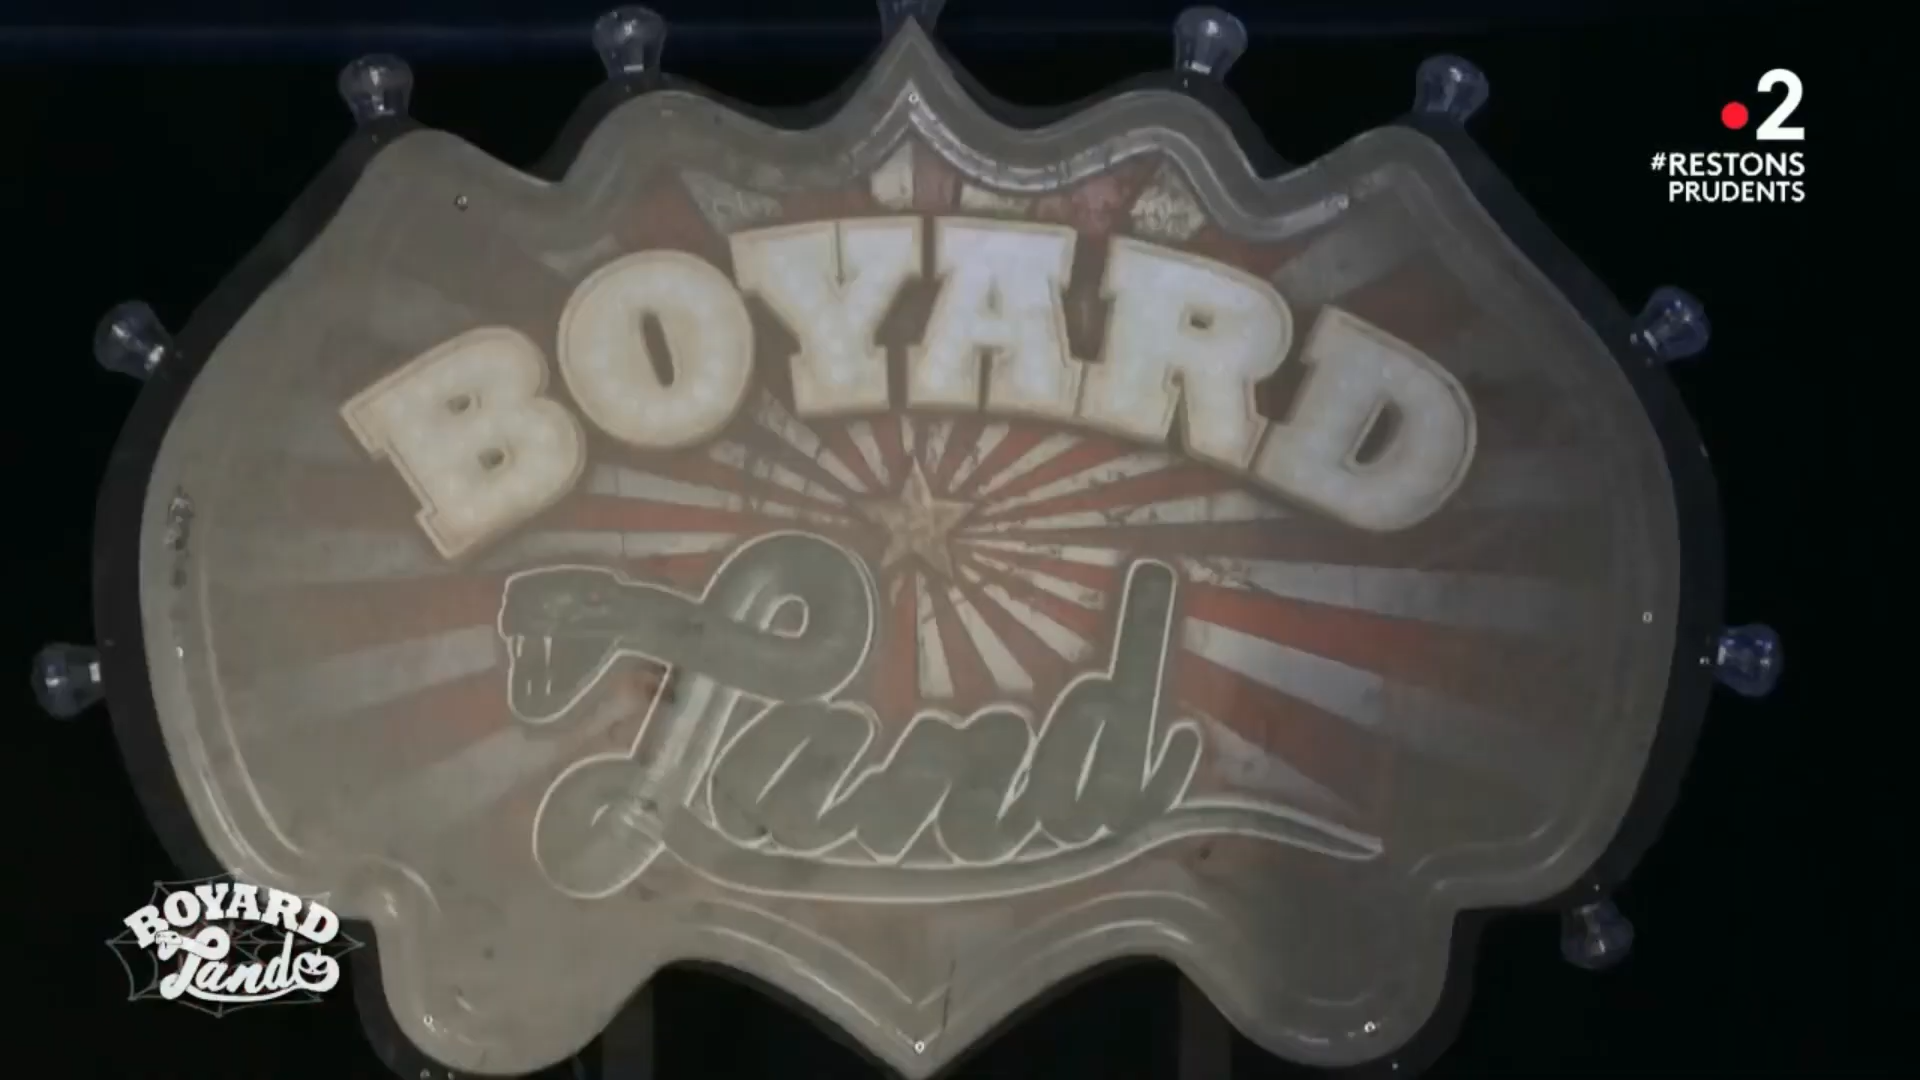 2
#RESTONS
PRUDENTS
BOYARD
Land
BOYARD
Land